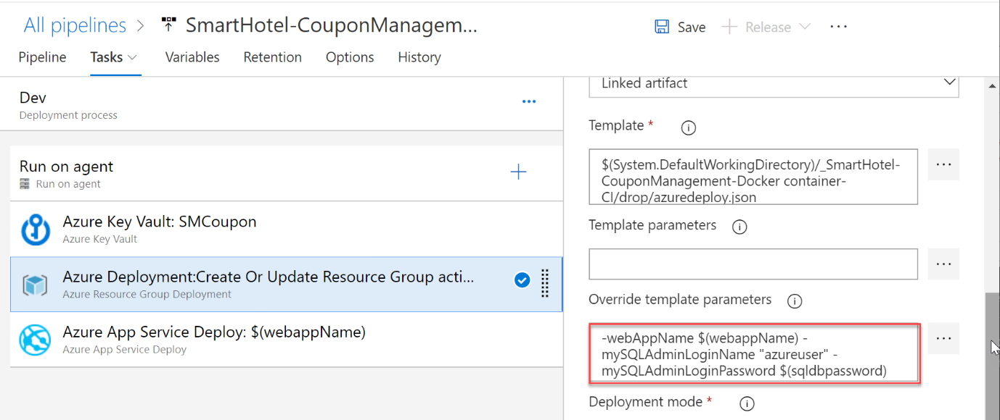 All pipelines > SmartHotel-CouponManagem...
Save + Release ...
Pipeline Tasks Variables Retention Options History
Dev
Deployment process
...
Run on agent
Run on agent
Azure Key Vault: SMCoupon
Azure Key Vault
Azure Deployment:Create Or Update Resource Group acti...
Azure Resource Group Deployment
Azure App Service Deploy: $(webappName)
Azure App Service Deploy
Linked artifact
Template *
$(System.DefaultWorkingDirectory)/_SmartHotel-
CouponManagement-Docker container-
CI/drop/azuredeploy.json
...
Template parameters
...
Override template parameters
-webAppName $(webappName) -
mySQLAdminLoginName "azureuser" -
mySQLAdminLoginPassword $(sqldbpassword)
...
Deployment mode *